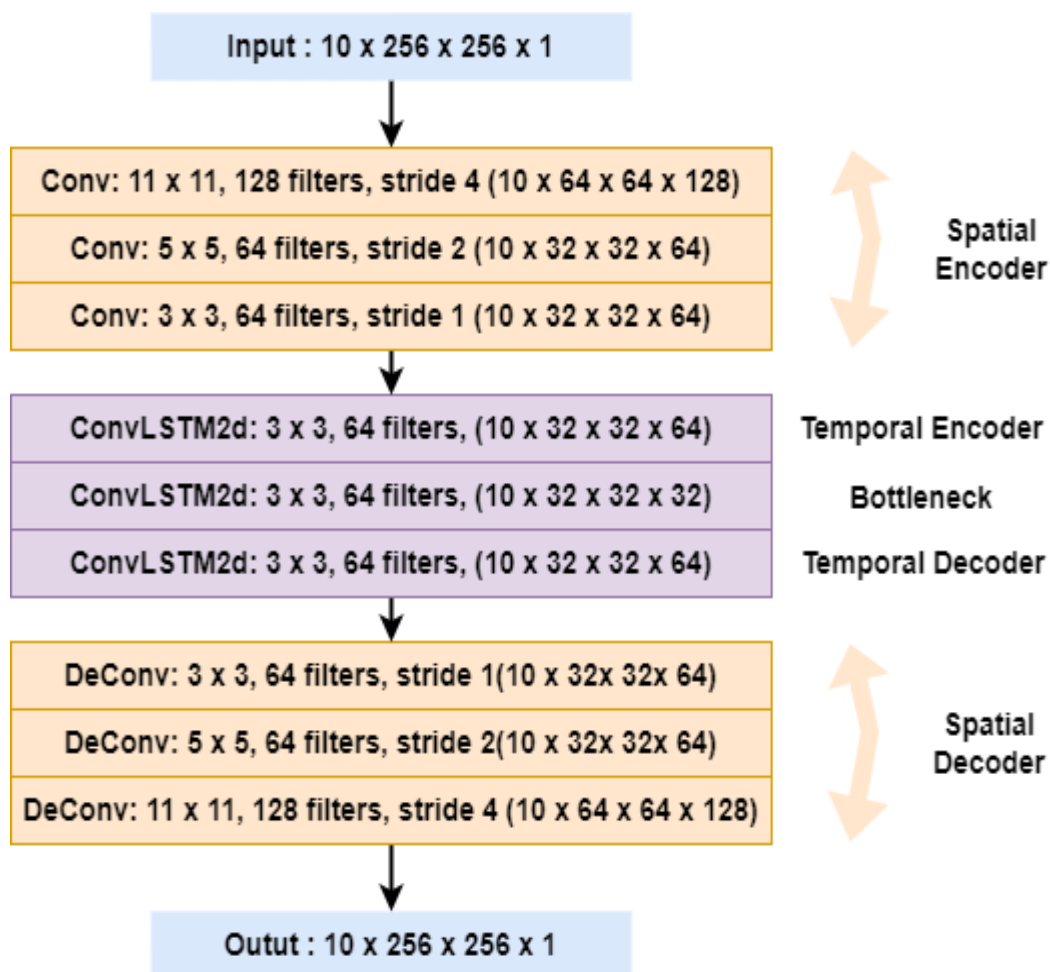 Input : 10 x 256 x 256 x 1
Conv: 11 x 11, 128 filters, stride 4 (10 x 64 x 64 x 128)
Conv: 5 x 5, 64 filters, stride 2 (10 x 32 x 32 x 64)
Conv: 3 x 3, 64 filters, stride 1 (10 x 32 x 32 x 64)
Spatial
Encoder
ConvLSTM2d: 3 x 3, 64 filters, (10 x 32 x 32 x 64)
Temporal Encoder
ConvLSTM2d: 3 x 3, 64 filters, (10 x 32 x 32 x 32)
Bottleneck
ConvLSTM2d: 3 x 3, 64 filters, (10 x 32 x 32 x 64)
Temporal Decoder
DeConv: 3 x 3, 64 filters, stride 1(10 x 32x 32x 64)
DeConv: 5 x 5, 64 filters, stride 2(10 x 32x 32x 64)
DeConv: 11 x 11, 128 filters, stride 4 (10 x 64 x 64 x 128)
Spatial
Decoder
Outut : 10 x 256 x 256 x 1